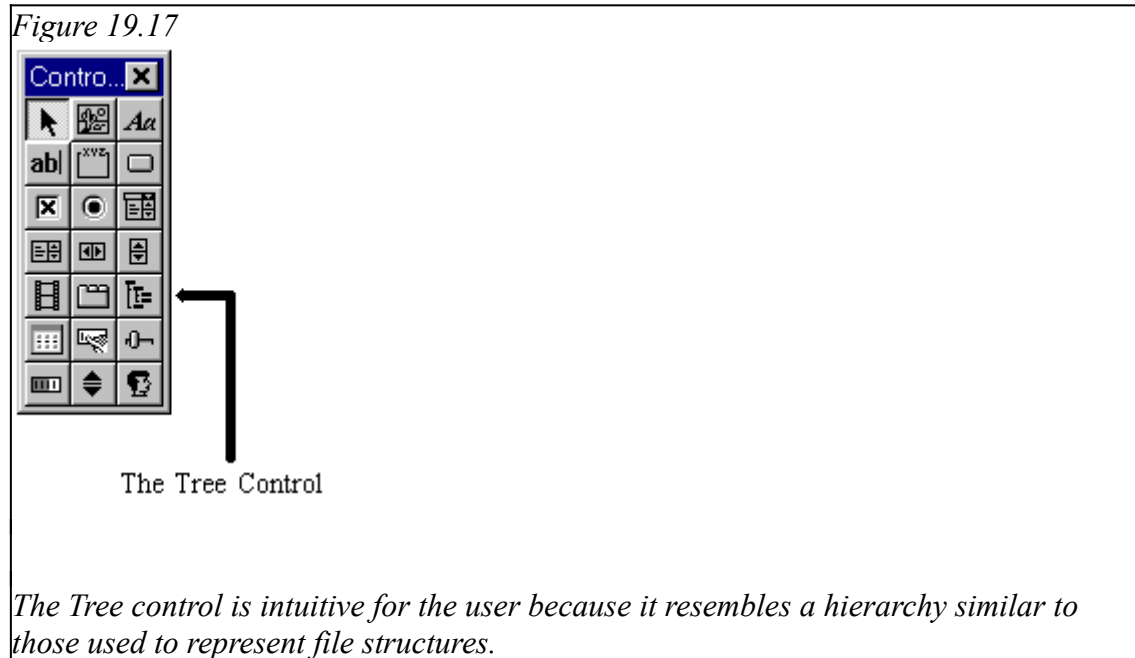 Figure 19.17
Contro...
Aa
ab|
XYZ
The Tree Control
The Tree control is intuitive for the user because it resembles a hierarchy similar to
those used to represent file structures.